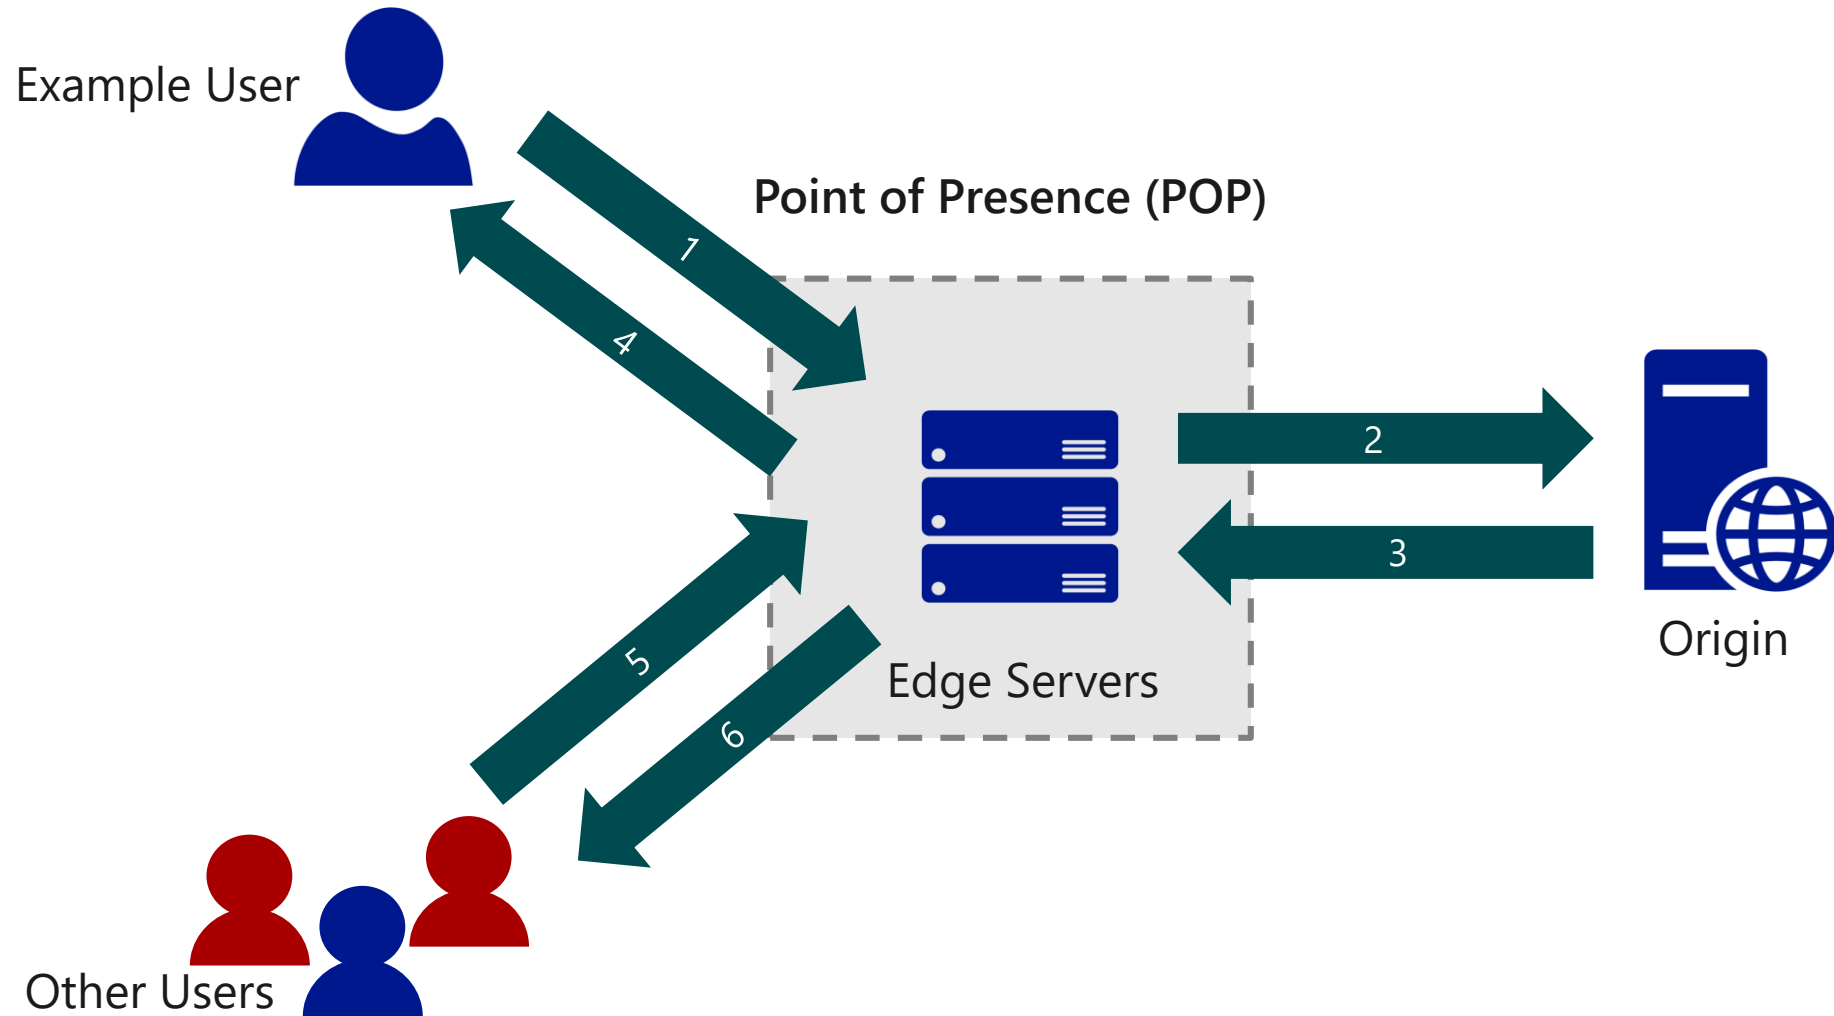 Example User
Point of Presence (POP)
1
4
2
3
5
6
Edge Servers
Origin
Other Users